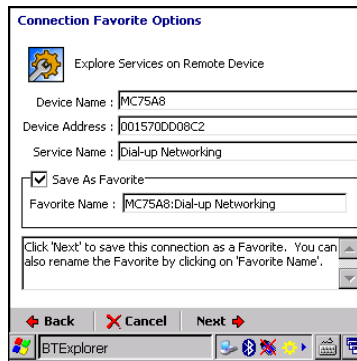 Connection Favorite Options
Explore Services on Remote Device
Device Name : MC75A8
Device Address : 001570DD08C2
Service Name : Dial-up Networking
Save As Favorite
Favorite Name : MC75A8:Dial-up Networking
Click 'Next' to save this connection as a Favorite. You can
also rename the Favorite by clicking on 'Favorite Name'.
Back Cancel Next
BTExplorer